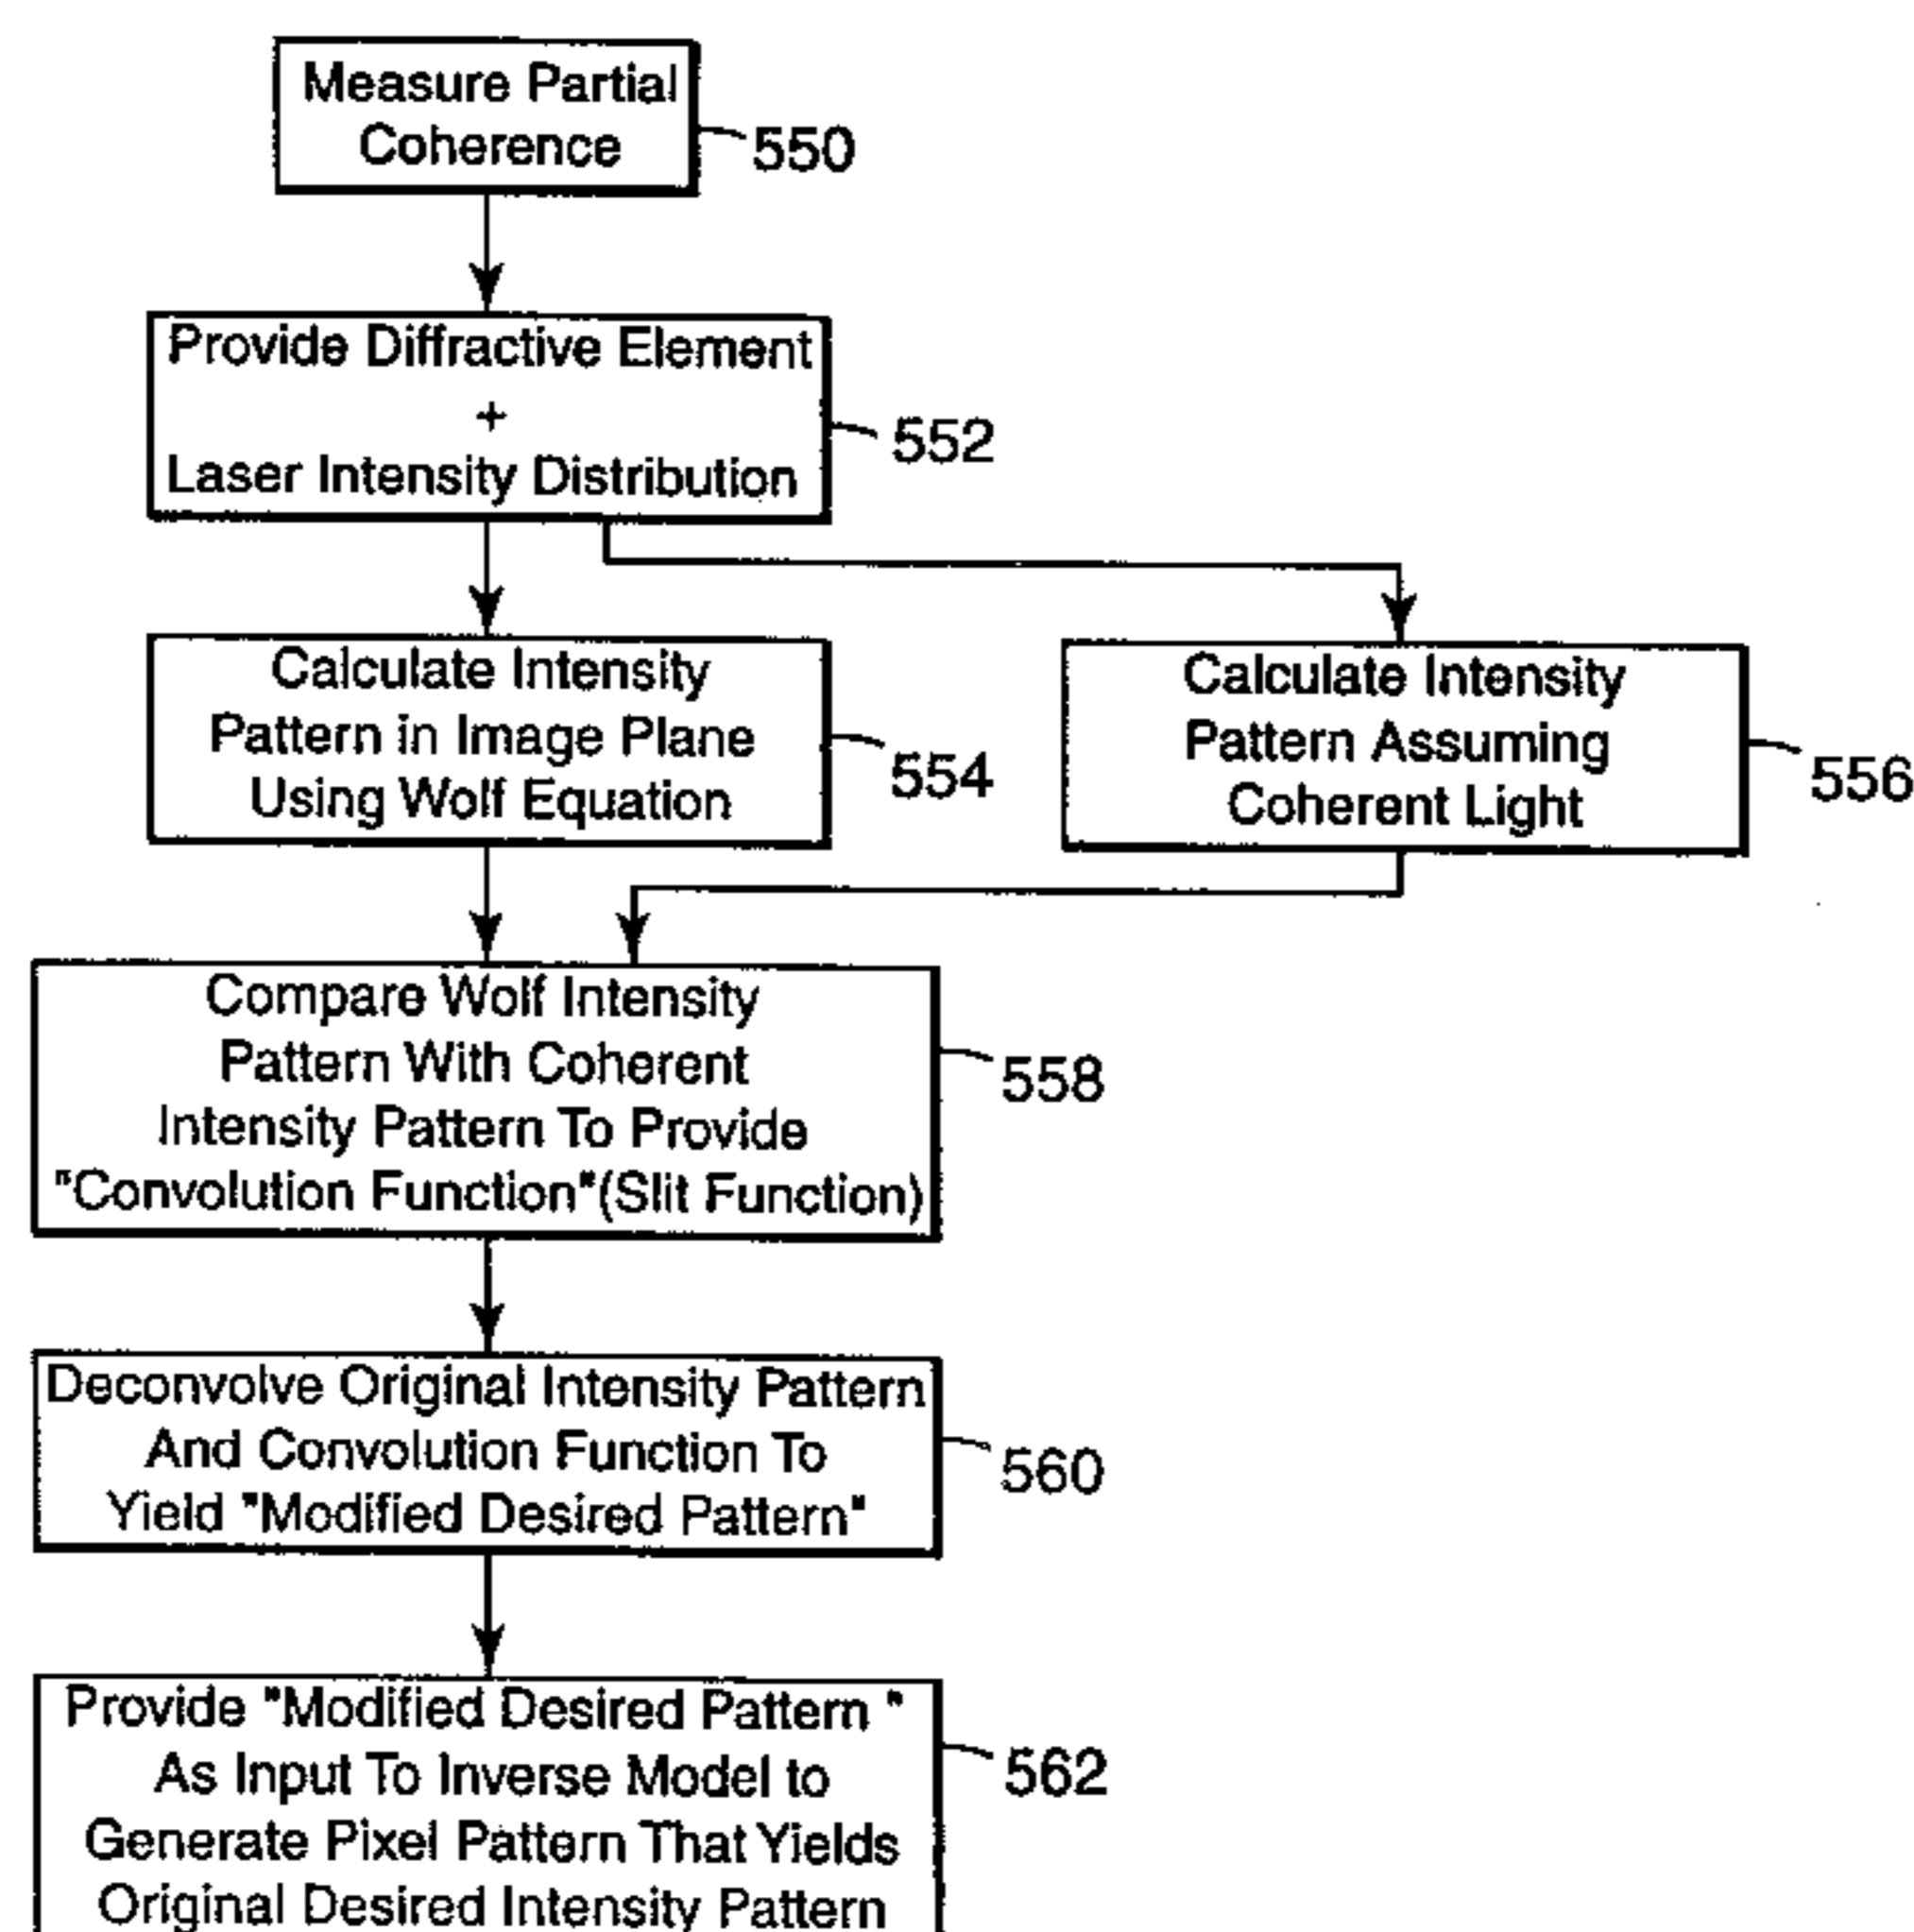 Measure Partial
Coherence
550
Provide Diffractive Element
+
Laser Intensity Distribution
552
Calculate Intensity
Pattern in Image Plane
Using Wolf Equation
554
Calculate Intensity
Pattern Assuming
Coherent Light
556
Compare Wolf Intensity
Pattern With Coherent
Intensity Pattern To Provide
"Convolution Function"(Slit Function)
558
Deconvolve Original Intensity Pattern
And Convolution Function To
Yield "Modified Desired Pattern"
560
Provide "Modified Desired Pattern "
As Input To Inverse Model to
Generate Pixel Pattern That Yields
Original Desired Intensity Pattern
562